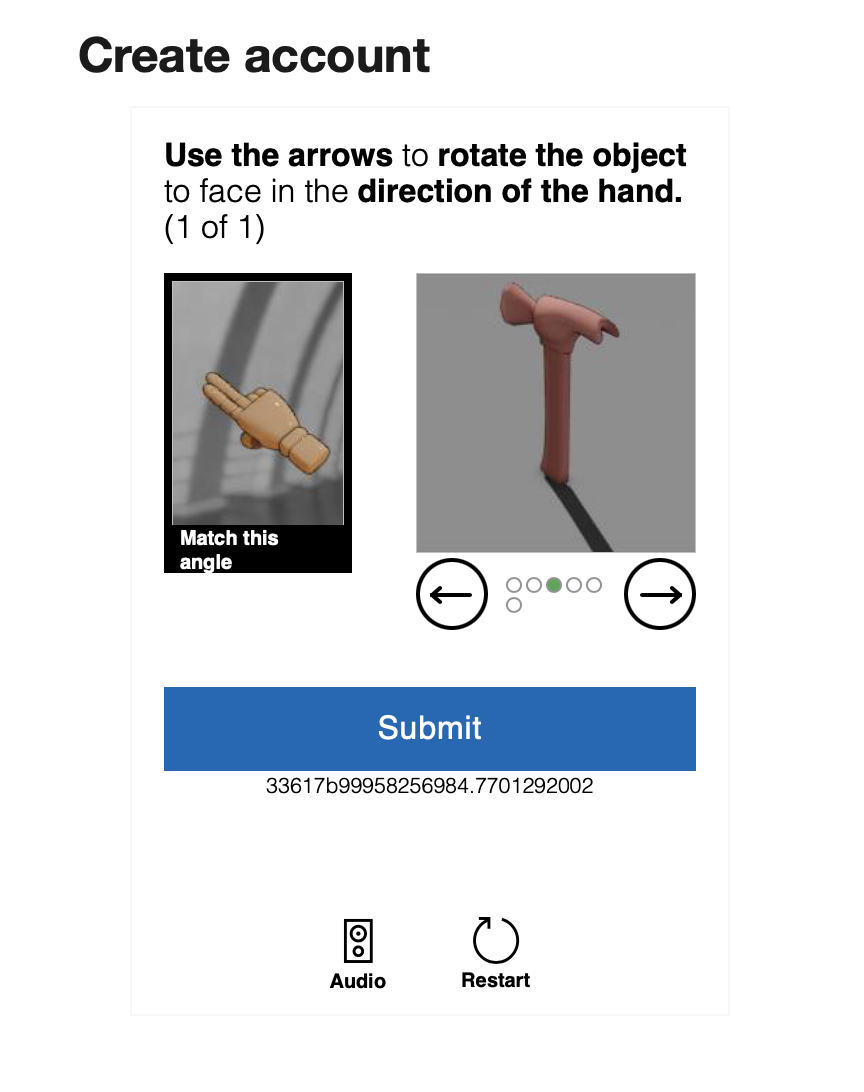 Create account
Use the arrows to rotate the object
to face in the direction of the hand.
(1 of 1)
Match this
angle
Submit
33617b99958256984.7701292002
Audio
Restart